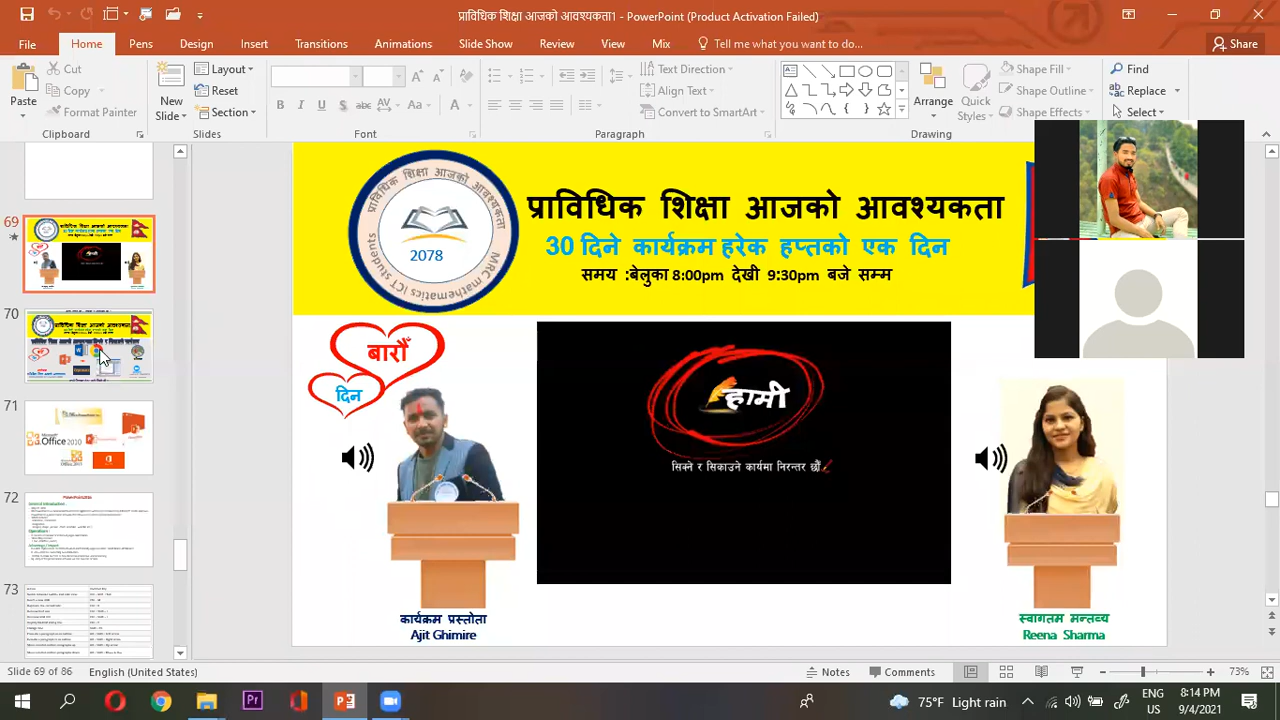 प्राविधिक शिक्षा आजको आवश्यकता1 - PowerPoint (Product Activation Failed)
File Home Pens Design Insert Transitions Animations Slide Show Review View Mix Tell me what you want to do... Share
Paste Cut Copy Format Painter
New Slide Layout Reset Section
Text Direction Align Text Convert to SmartArt
Arrange Quick Styles Shape Fill Shape Outline Shape Effects
Find Replace Select
Clipboard Slides Font Paragraph Drawing
69
70
71
Office 2010
72
73
प्राविधिक शिक्षा आजको आवश्यकता
MRC mathematics ICT Students
2078
प्राविधिक शिक्षा आजको आवश्यकता
30 दिने कार्यक्रम हरेक हप्तको एक दिन
समय :बेलुका 8:00pm देखी 9:30pm बजे सम्म
बारौँ
दिन
हामी
सिक्ने र सिकाउने कार्यमा निरन्तर छौं
कार्यक्रम प्रस्तोता
Ajit Ghimire
स्वागतम मन्तव्य
Reena Sharma
Slide 69 of 86 English (United States) Notes Comments 73%
75°F Light rain ENG US 8:14 PM 9/4/2021